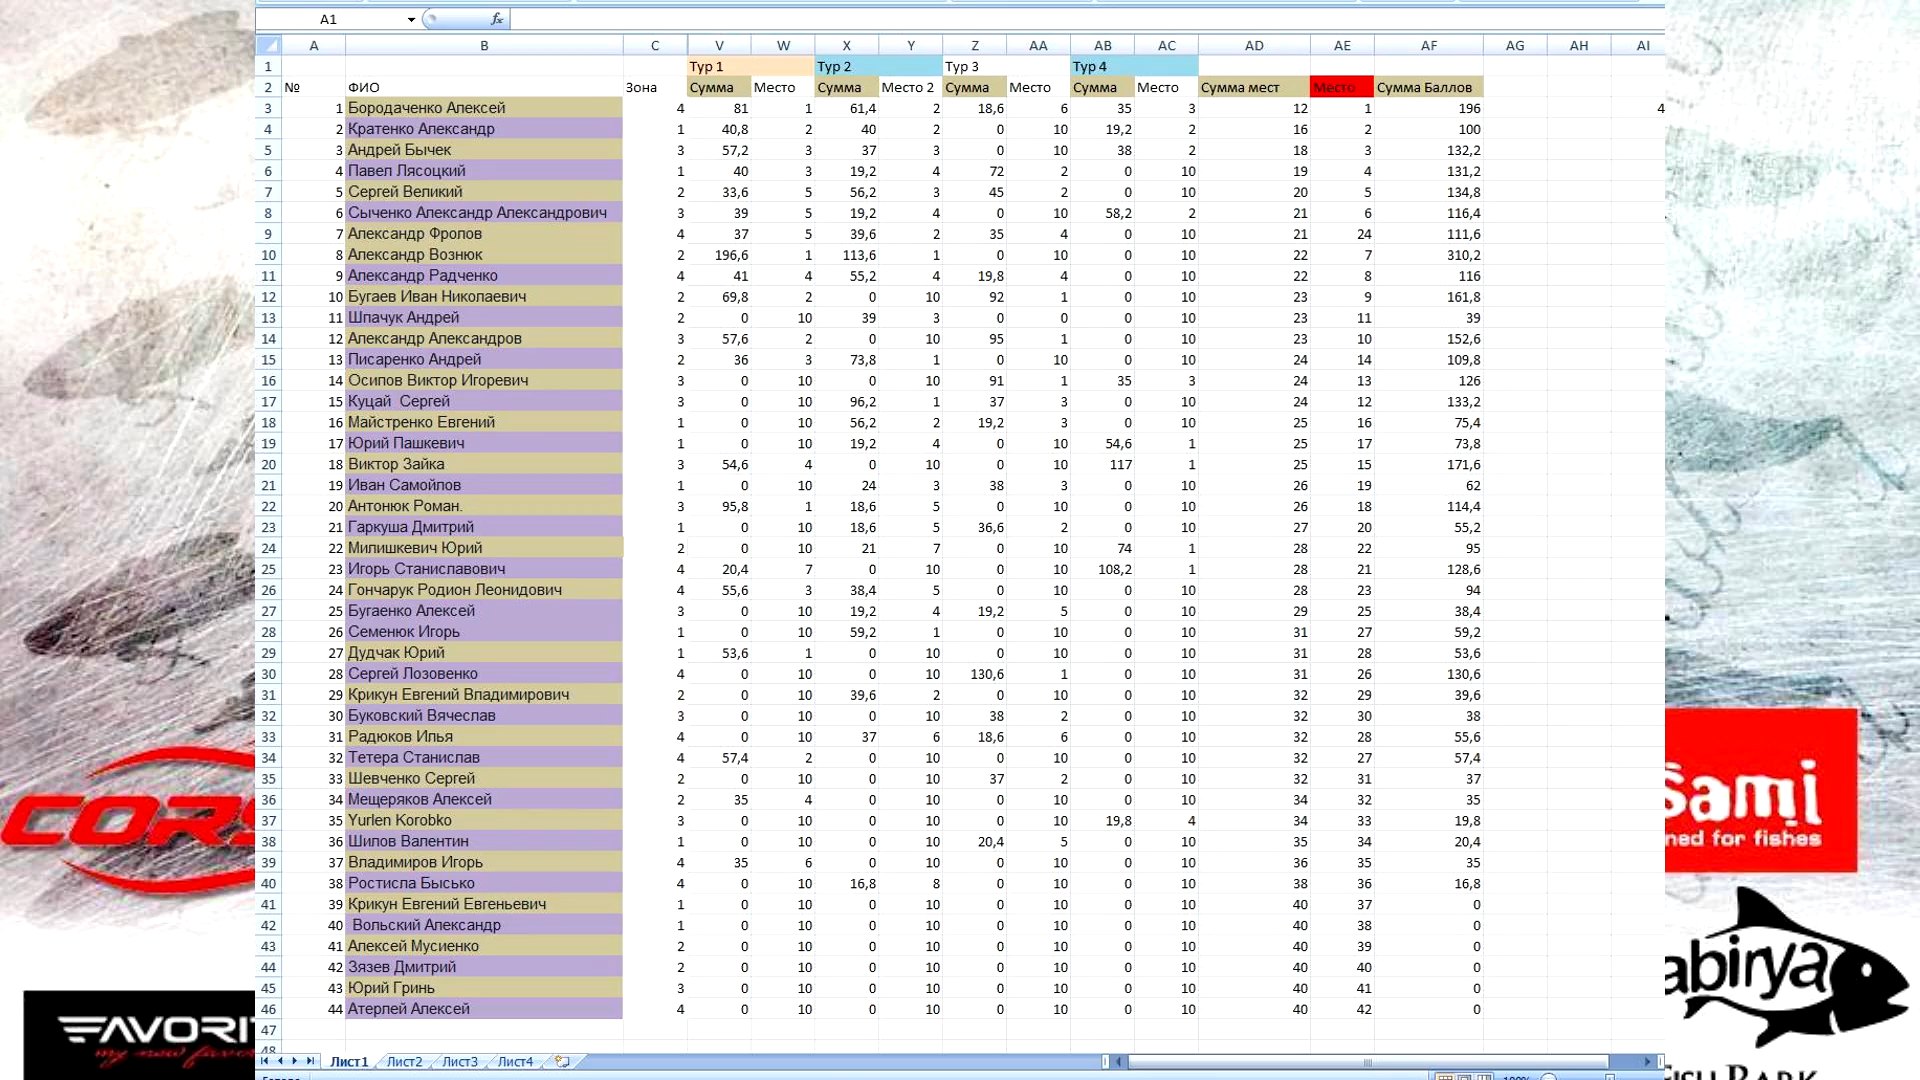 A1 fx
A B C V W X Y Z AA AB AC AD AE AF AG AH AI
1 Тур 1 Тур 2 Тур 3 Тур 4
2 № ФИО Зона Сумма Место Сумма Место 2 Сумма Место Сумма Место Сумма мест Место Сумма Баллов
3 1 Бородаченко Алексей 4 81 1 61,4 2 18,6 6 35 3 12 1 196 4
4 2 Кратенко Александр 1 40,8 2 40 2 0 10 19,2 2 16 2 100
5 3 Андрей Бычек 3 57,2 3 37 3 0 10 38 2 18 3 132,2
6 4 Павел Лясоцкий 1 40 3 19,2 4 72 2 0 10 19 4 131,2
7 5 Сергей Великий 2 33,6 5 56,2 3 45 2 0 10 20 5 134,8
8 6 Сыченко Александр Александрович 3 39 5 19,2 4 0 10 58,2 2 21 6 116,4
9 7 Александр Фролов 4 37 5 39,6 2 35 4 0 10 21 24 111,6
10 8 Александр Вознюк 2 196,6 1 113,6 1 0 10 0 10 22 7 310,2
11 9 Александр Радченко 4 41 4 55,2 4 19,8 4 0 10 22 8 116
12 10 Бугаев Иван Николаевич 2 69,8 2 0 10 92 1 0 10 23 9 161,8
13 11 Шпачук Андрей 2 0 10 39 3 0 0 0 10 23 11 39
14 12 Александр Александров 3 57,6 2 0 10 95 1 0 10 23 10 152,6
15 13 Писаренко Андрей 2 36 3 73,8 1 0 10 0 10 24 14 109,8
16 14 Осипов Виктор Игоревич 3 0 10 0 10 91 1 35 3 24 13 126
17 15 Куцай Сергей 3 0 10 96,2 1 37 3 0 10 24 12 133,2
18 16 Майстренко Евгений 1 0 10 56,2 2 19,2 3 0 10 25 16 75,4
19 17 Юрий Пашкевич 1 0 10 19,2 4 0 10 54,6 1 25 17 73,8
20 18 Виктор Зайка 3 54,6 4 0 10 0 10 117 1 25 15 171,6
21 19 Иван Самойлов 1 0 10 24 3 38 3 0 10 26 19 62
22 20 Антонюк Роман. 3 95,8 1 18,6 5 0 10 0 10 26 18 114,4
23 21 Гаркуша Дмитрий 1 0 10 18,6 5 36,6 2 0 10 27 20 55,2
24 22 Милишкевич Юрий 2 0 10 21 7 0 10 74 1 28 22 95
25 23 Игорь Станиславович 4 20,4 7 0 10 0 10 108,2 1 28 21 128,6
26 24 Гончарук Родион Леонидович 4 55,6 3 38,4 5 0 10 0 10 28 23 94
27 25 Бугаенко Алексей 3 0 10 19,2 4 19,2 5 0 10 29 25 38,4
28 26 Семенюк Игорь 1 0 10 59,2 1 0 10 0 10 31 27 59,2
29 27 Дудчак Юрий 1 53,6 1 0 10 0 10 0 10 31 28 53,6
30 28 Сергей Лозовенко 4 0 10 0 10 130,6 1 0 10 31 26 130,6
31 29 Крикун Евгений Владимирович 2 0 10 39,6 2 0 10 0 10 32 29 39,6
32 30 Буковский Вячеслав 3 0 10 0 10 38 2 0 10 32 30 38
33 31 Радюков Илья 4 0 10 37 6 18,6 6 0 10 32 28 55,6
34 32 Тетера Станислав 4 57,4 2 0 10 0 10 0 10 32 27 57,4
35 33 Шевченко Сергей 2 0 10 0 10 37 2 0 10 32 31 37
36 34 Мещеряков Алексей 2 35 4 0 10 0 10 0 10 34 32 35
37 35 Yurlen Korobko 3 0 10 0 10 0 10 19,8 4 34 33 19,8
38 36 Шилов Валентин 1 0 10 0 10 20,4 5 0 10 35 34 20,4
39 37 Владимиров Игорь 4 35 6 0 10 0 10 0 10 36 35 35
40 38 Ростисла Бысько 4 0 10 16,8 8 0 10 0 10 38 36 16,8
41 39 Крикун Евгений Евгеньевич 1 0 10 0 10 0 10 0 10 40 37 0
42 40 Вольский Александр 1 0 10 0 10 0 10 0 10 40 38 0
43 41 Алексей Мусиенко 2 0 10 0 10 0 10 0 10 40 39 0
44 42 Зязев Дмитрий 2 0 10 0 10 0 10 0 10 40 40 0
45 43 Юрий Гринь 3 0 10 0 10 0 10 0 10 40 41 0
46 44 Атерлей Алексей 4 0 10 0 10 0 10 0 10 40 42 0
47
48
Лист1 Лист2 Лист3 Лист4
100%
CORS
FAVORIT
my new favo
Sami
ned for fishes
abirya
FISH PARK